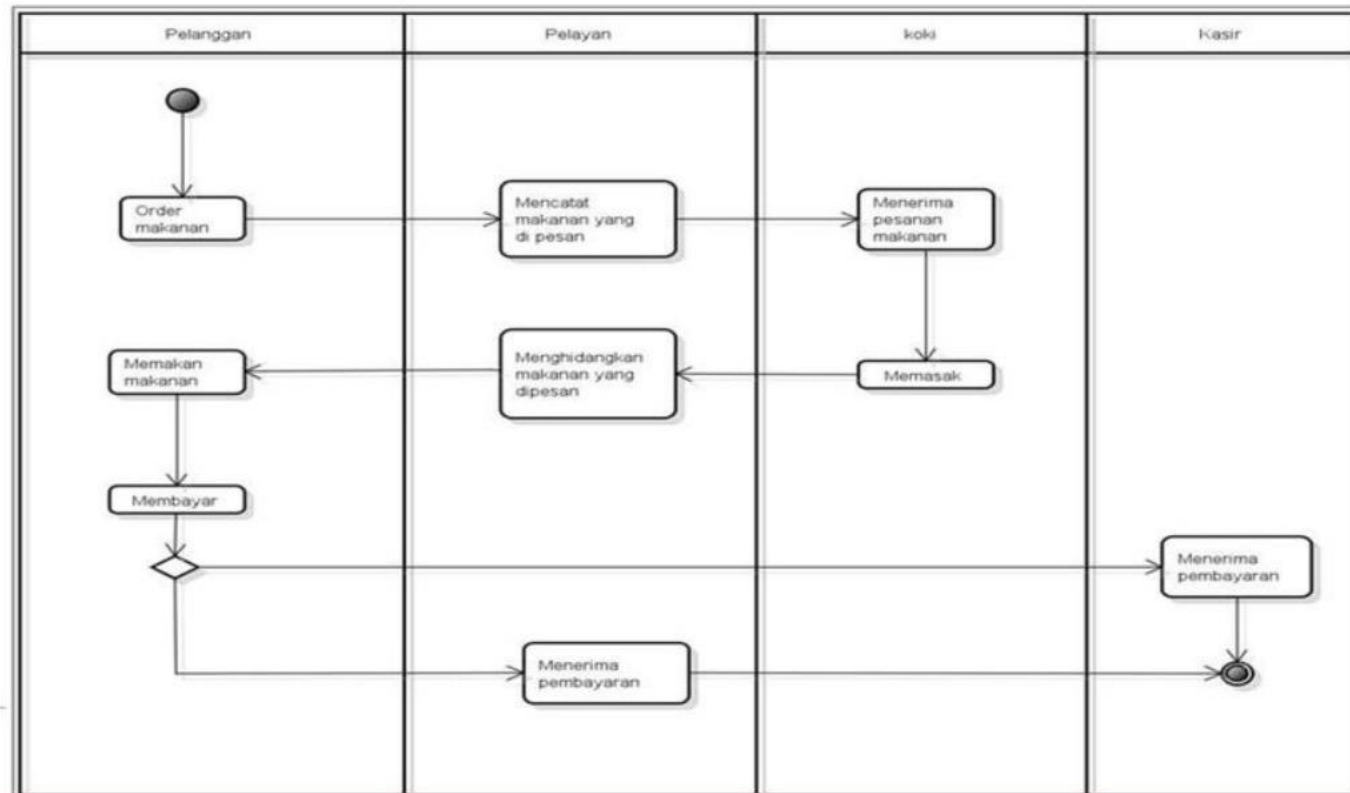 Pelanggan
Pelayan
koki
Kasir
Order
makanan
Mencatat
makanan yang
di pesan
Menerima
pesanan
makanan
Memakan
makanan
Menghidangkan
makanan yang
dipesan
Memasak
Membayar
Menerima
pembayaran
Menerima
pembayaran